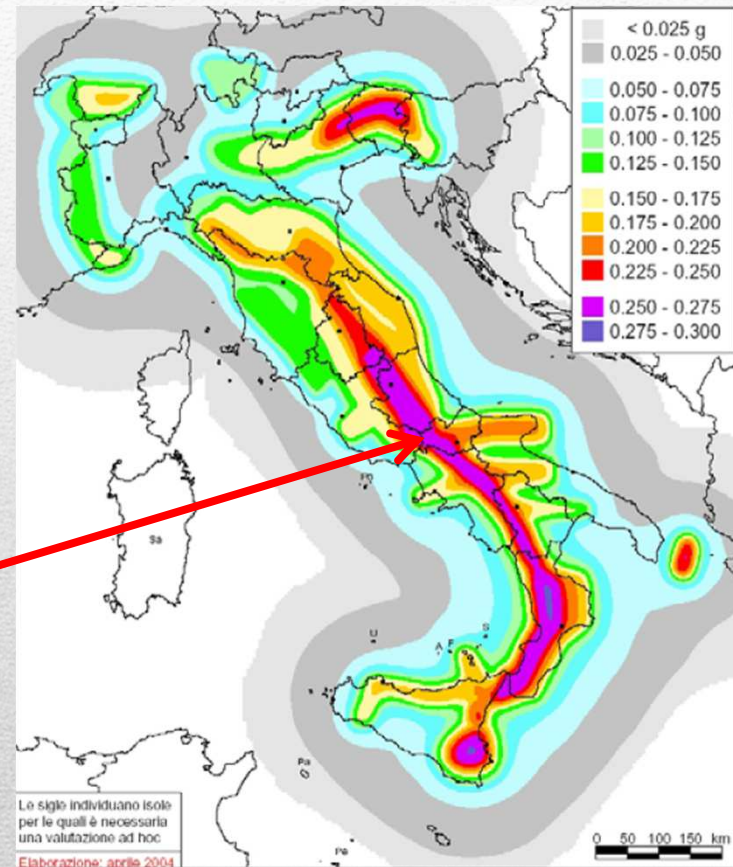 < 0.025 g
0.025 - 0.050
0.050 - 0.075
0.075 - 0.100
0.100 - 0.125
0.125 - 0.150
0.150 - 0.175
0.175 - 0.200
0.200 - 0.225
0.225 - 0.250
0.250 - 0.275
0.275 - 0.300
Sa
U
A
F
S
Pa
Pe
Le sigle individuano isole
per le quali è necessaria
una valutazione ad hoc
Elaborazione: aprile 2004
0 50 100 150 km